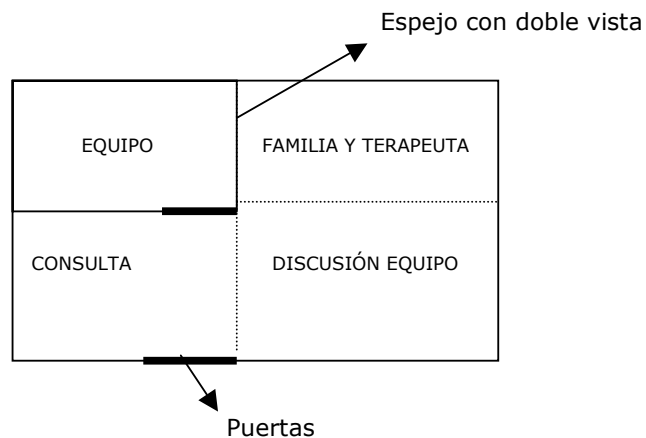 Espejo con doble vista
EQUIPO
FAMILIA Y TERAPEUTA
CONSULTA
DISCUSIÓN EQUIPO
Puertas